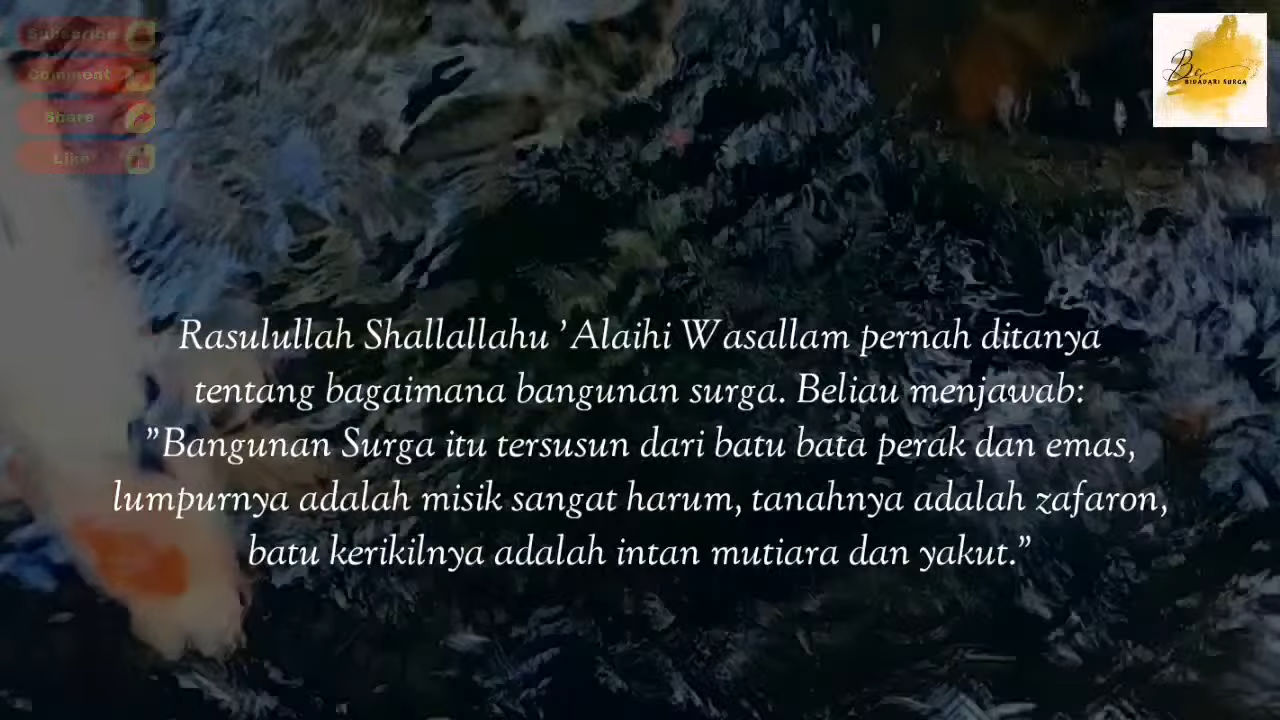 Subscribe
Comment
Share
Like
Bs
BIDADARI SURGA
Rasulullah Shallallahu 'Alaihi Wasallam pernah ditanya
tentang bagaimana bangunan surga. Beliau menjawab:
"Bangunan Surga itu tersusun dari batu bata perak dan emas,
lumpurnya adalah misik sangat harum, tanahnya adalah zafaron,
batu kerikilnya adalah intan mutiara dan yakut."